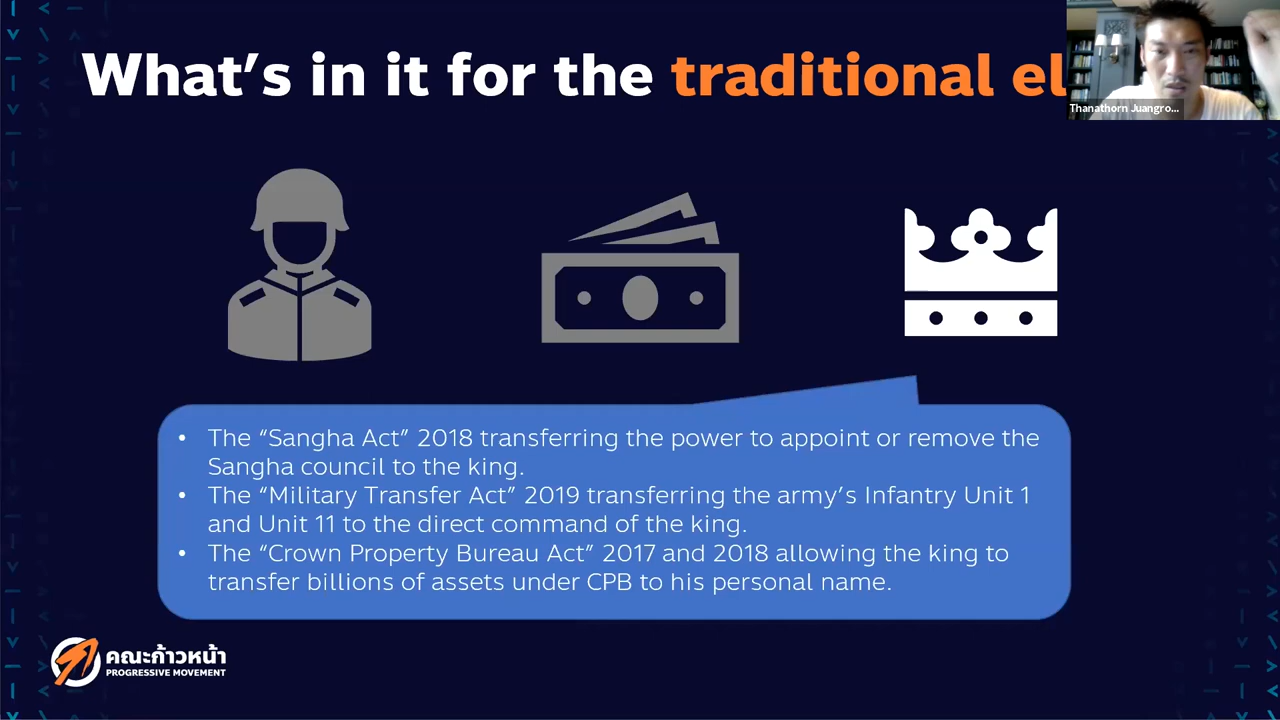 What's in it for the traditional el
Thanathorn Juangro...
• The “Sangha Act” 2018 transferring the power to appoint or remove the
Sangha council to the king.
• The “Military Transfer Act” 2019 transferring the army’s Infantry Unit 1
and Unit 11 to the direct command of the king.
• The “Crown Property Bureau Act” 2017 and 2018 allowing the king to
transfer billions of assets under CPB to his personal name.
คณะก้าวหน้า
PROGRESSIVE MOVEMENT